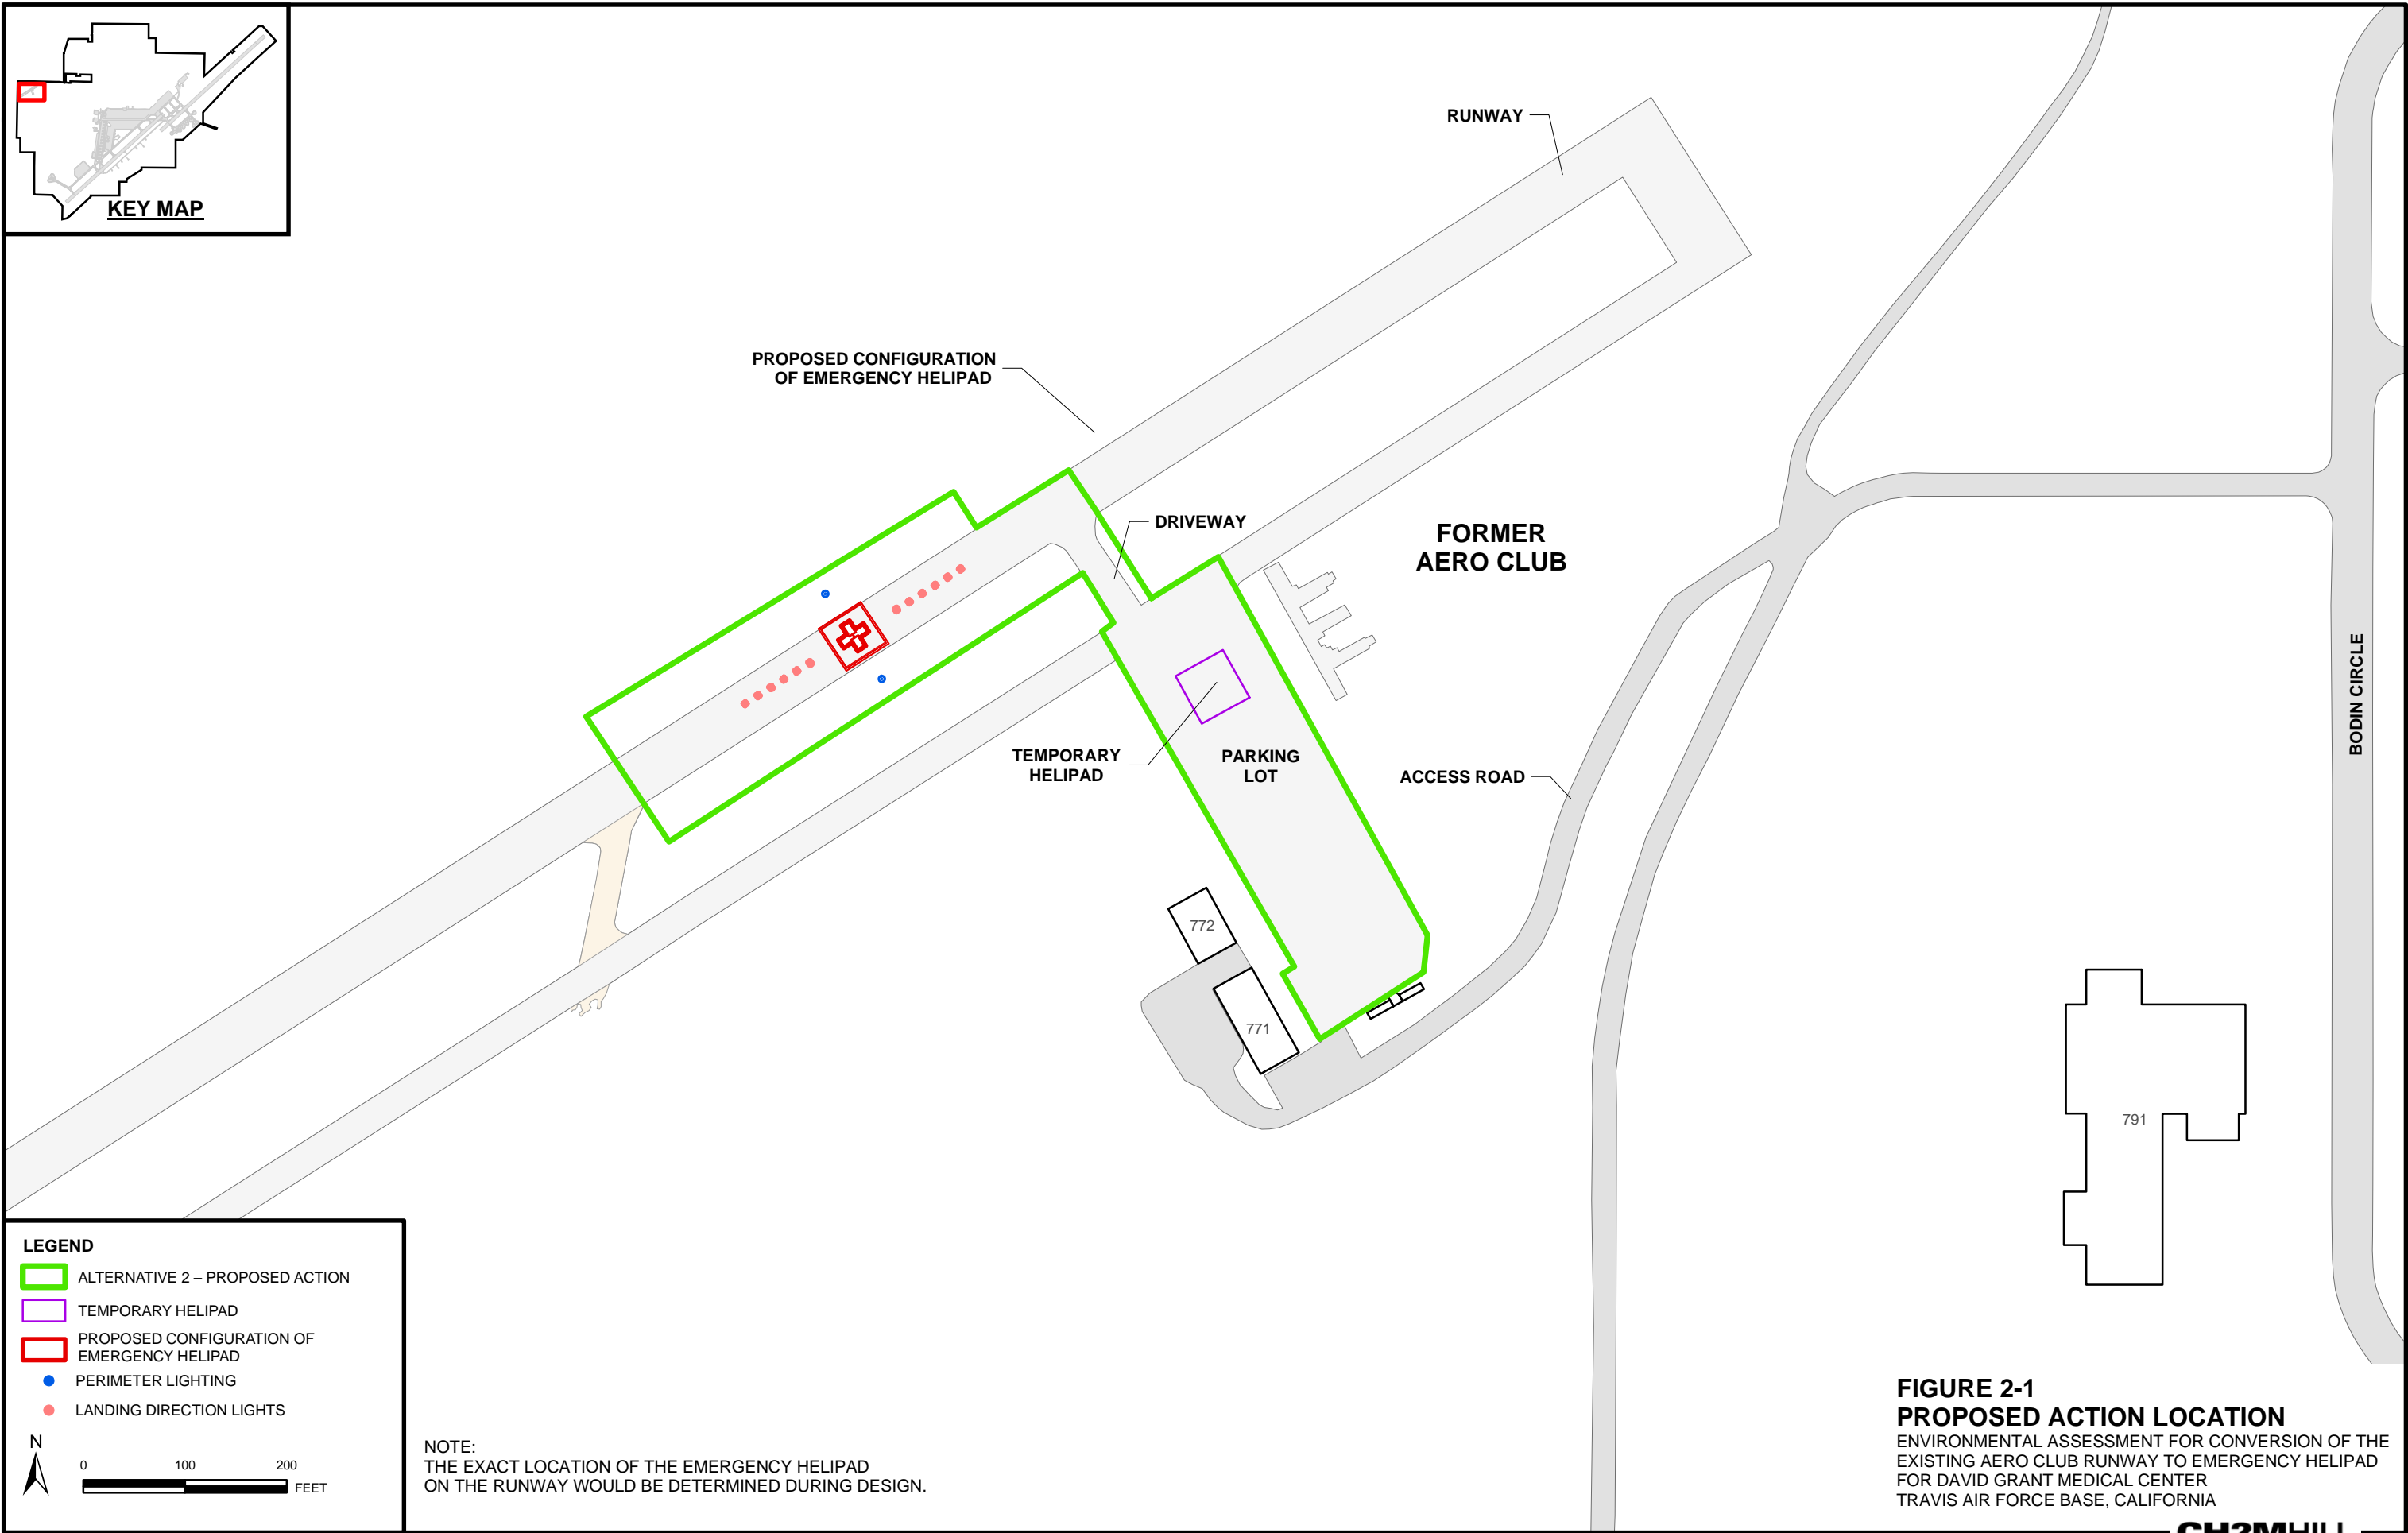 KEY MAP
RUNWAY
PROPOSED CONFIGURATION
OF EMERGENCY HELIPAD
DRIVEWAY
FORMER
AERO CLUB
TEMPORARY
HELIPAD
PARKING
LOT
ACCESS ROAD
BODIN CIRCLE
772
771
791
LEGEND
ALTERNATIVE 2 – PROPOSED ACTION
TEMPORARY HELIPAD
PROPOSED CONFIGURATION OF
EMERGENCY HELIPAD
PERIMETER LIGHTING
LANDING DIRECTION LIGHTS
N
0 100 200
FEET
NOTE:
THE EXACT LOCATION OF THE EMERGENCY HELIPAD
ON THE RUNWAY WOULD BE DETERMINED DURING DESIGN.
FIGURE 2-1
PROPOSED ACTION LOCATION
ENVIRONMENTAL ASSESSMENT FOR CONVERSION OF THE
EXISTING AERO CLUB RUNWAY TO EMERGENCY HELIPAD
FOR DAVID GRANT MEDICAL CENTER
TRAVIS AIR FORCE BASE, CALIFORNIA
CH2MHILL